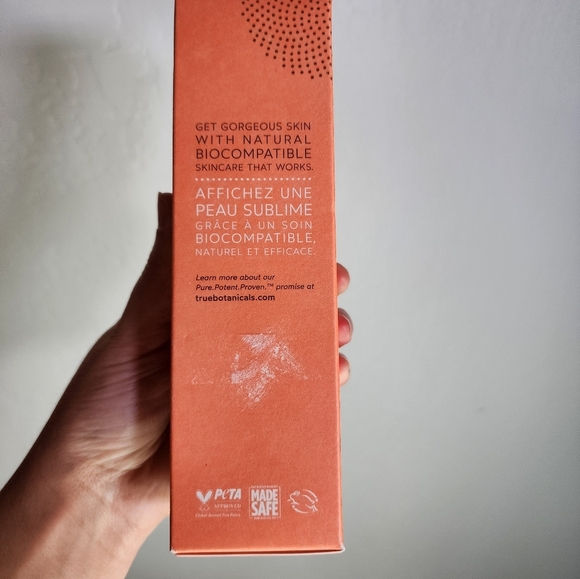 GET GORGEOUS SKIN
WITH NATURAL
BIOCOMPATIBLE
SKINCARE THAT WORKS.
AFFICHEZ UNE
PEAU SUBLIME
GRÂCE À UN SOIN
BIOCOMPATIBLE,
NATUREL ET EFFICACE.
Learn more about our
Pure.Potent.Proven.™ promise at
truebotanicals.com
PETA
APPROVED
MADE
SAFE